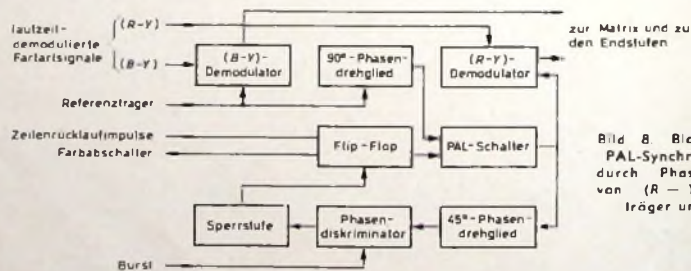 laufzeit-
demodulierte
Farbartsignale
(R-Y)
(B-Y)
(B-Y)-
Demodulator
90°-Phasen-
drehglied
(R-Y)-
Demodulator
zur Matrix und zu
den Endstufen
Referenzträger
Zeilenrücklaufimpulse
Farbabschalter
Flip-Flop
PAL-Schalter
Sperrstufe
Phasen-
diskriminator
45°-Phasen-
drehglied
Burst
Bild 8. Blo
PAL-Synchr
durch Phas
von (R — Y
träger un